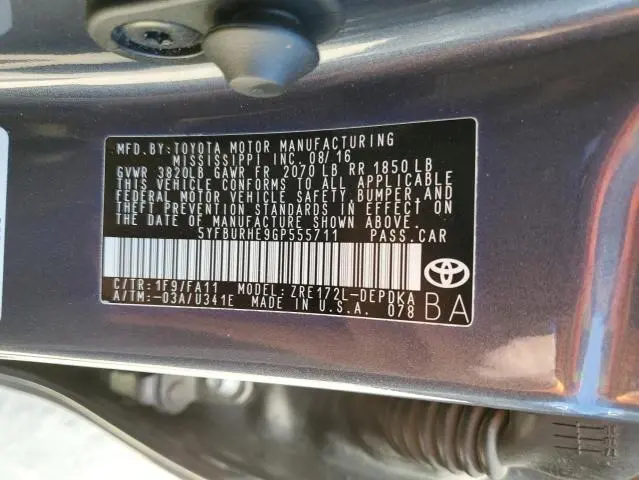 MFD.BY:TOYOTA MOTOR MANUFACTURING
MISSISSIPPI INC. 08/16
GVWR 3820LB GAWR FR 2070 LB RR 1850 LB
THIS VEHICLE CONFORMS TO ALL APPLICABLE
FEDERAL MOTOR VEHICLE SAFETY,BUMPER,AND
THEFT PREVENTION STANDARDS IN EFFECT ON
THE DATE OF MANUFACTURE SHOWN ABOVE.
5YFBURHE9GP555711 PASS.CAR
C/TR:1F9/FA11 MODEL:ZRE172L-DEPDKA
A/TM:-03A/U341E MADE IN U.S.A. 078
BA